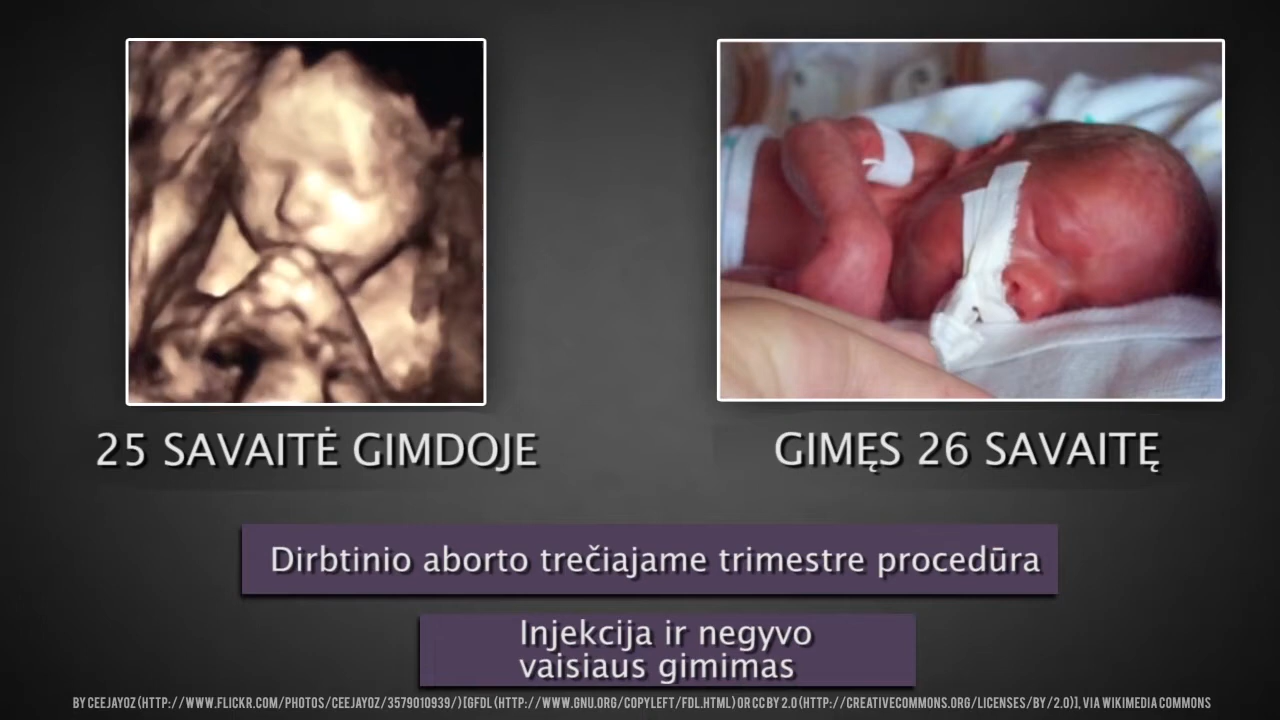 25 SAVAITĖ GIMDOJE
GIMĘS 26 SAVAITĘ
Dirbtinio aborto trečiajame trimestre procedūra
Injekcija ir negyvo
vaisiaus gimimas
BY CEEJAYOZ (HTTP://WWW.FLICKR.COM/PHOTOS/CEEJAYOZ/3579010939/) [GFDL (HTTP://WWW.GNU.ORG/COPYLEFT/FDL.HTML) OR CC BY 2.0 (HTTP://CREATIVECOMMONS.ORG/LICENSES/BY/2.0)], VIA WIKIMEDIA COMMONS